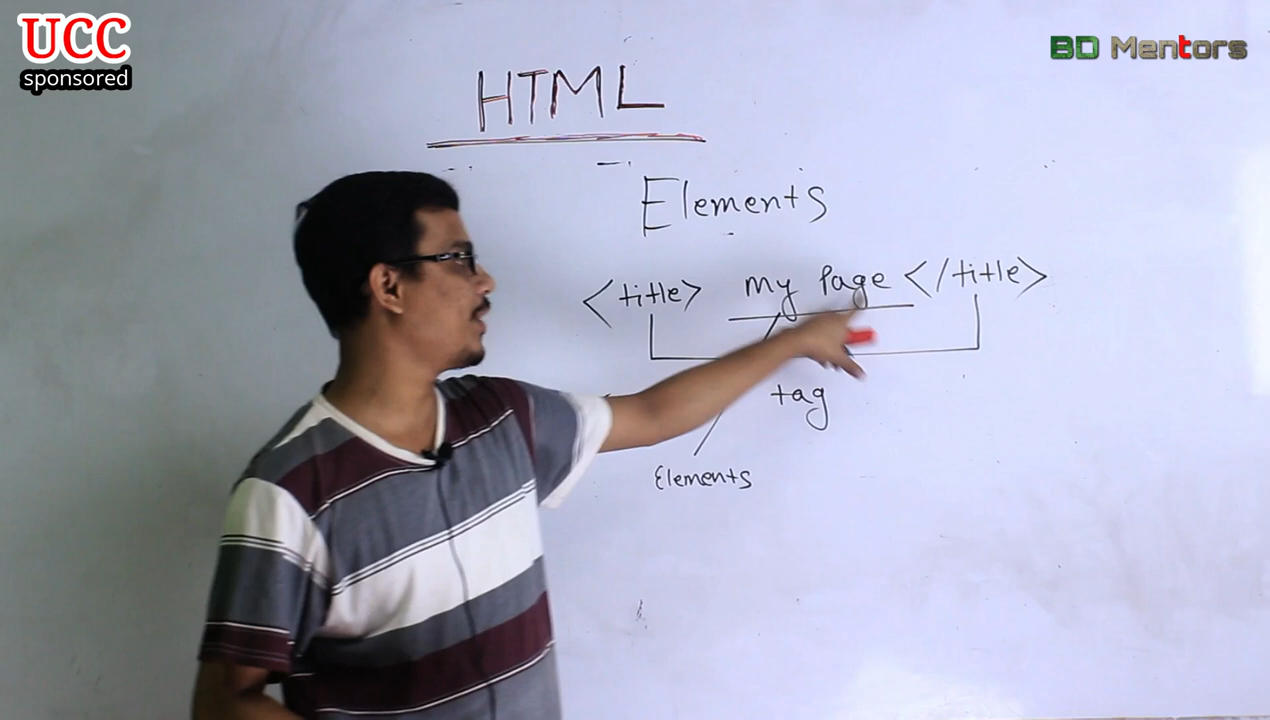 UCC
sponsored
BD Mentors
HTML
Elements
<title> my Page </title>
tag
Elements